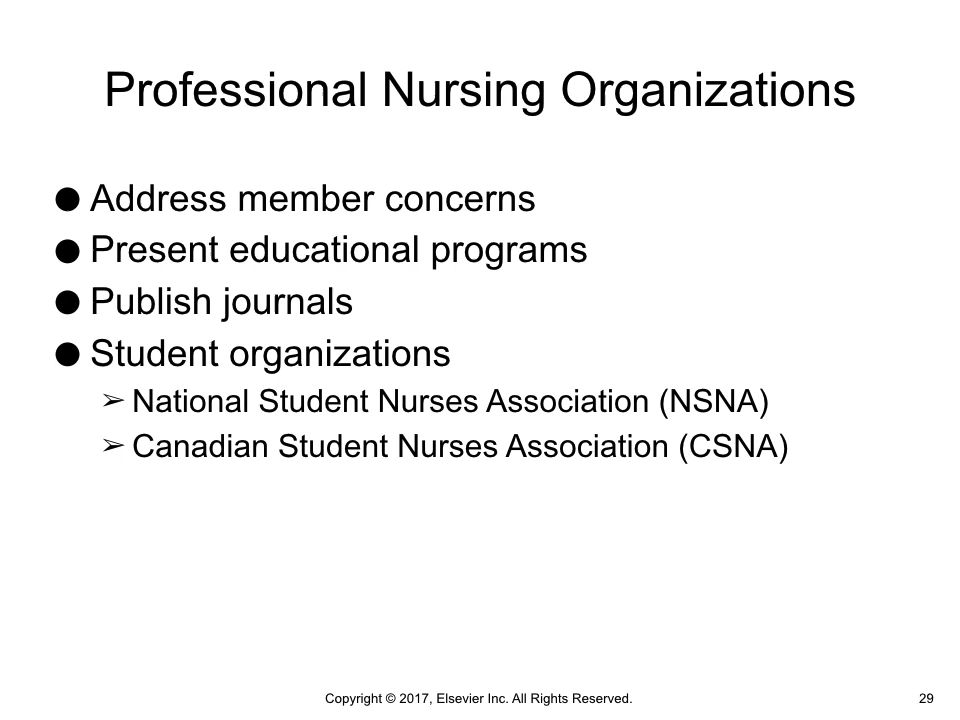 Professional Nursing Organizations
● Address member concerns
● Present educational programs
● Publish journals
● Student organizations
➢ National Student Nurses Association (NSNA)
➢ Canadian Student Nurses Association (CSNA)
Copyright © 2017, Elsevier Inc. All Rights Reserved.
29